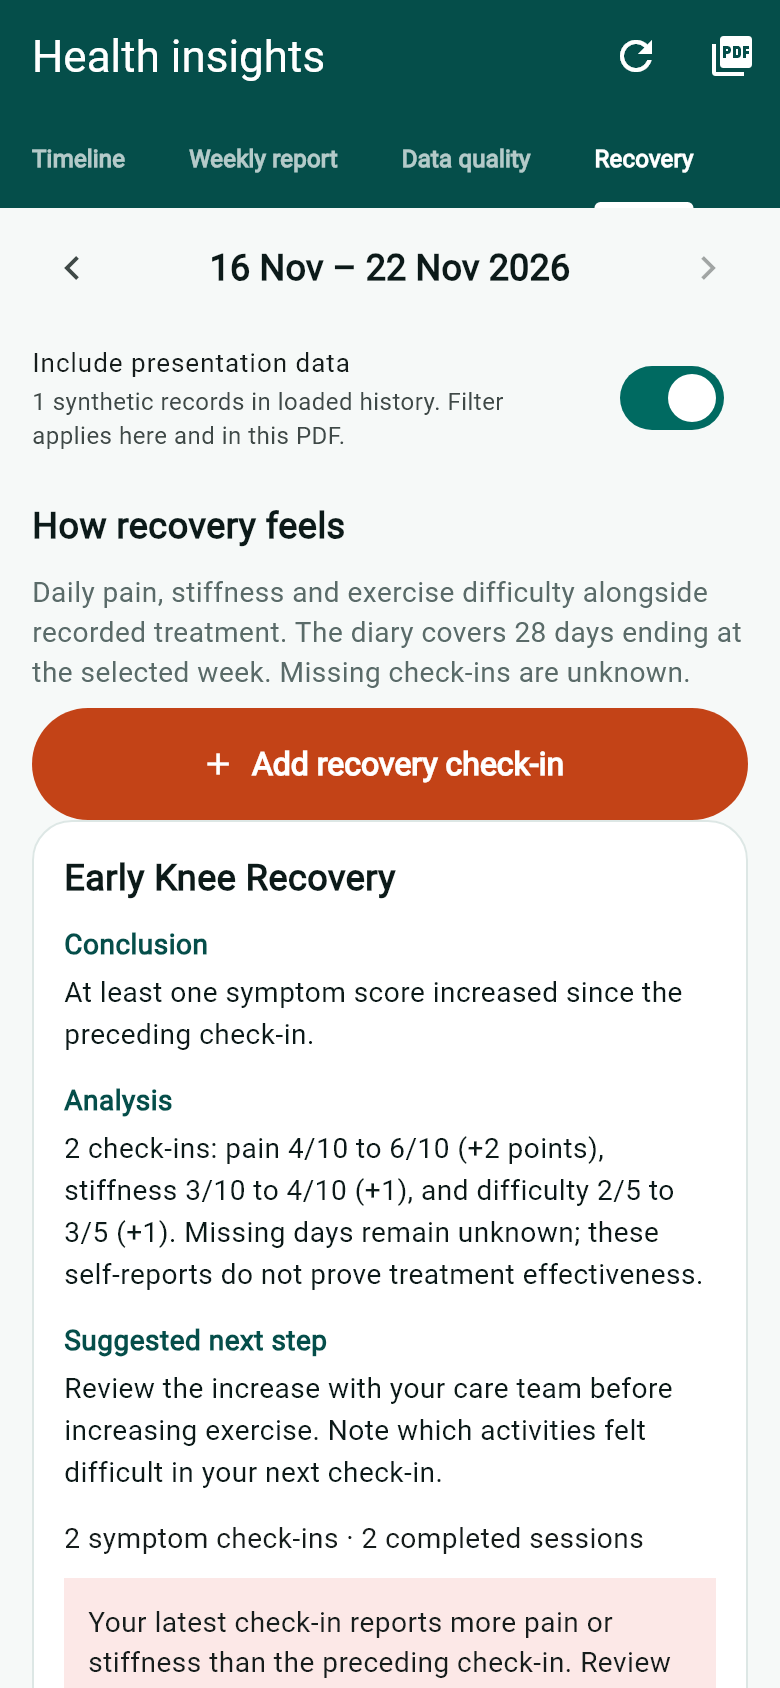 Health insights
PDF
Timeline
Weekly report
Data quality
Recovery
16 Nov – 22 Nov 2026
Include presentation data
1 synthetic records in loaded history. Filter
applies here and in this PDF.
How recovery feels
Daily pain, stiffness and exercise difficulty alongside
recorded treatment. The diary covers 28 days ending at
the selected week. Missing check-ins are unknown.
+ Add recovery check-in
Early Knee Recovery
Conclusion
At least one symptom score increased since the
preceding check-in.
Analysis
2 check-ins: pain 4/10 to 6/10 (+2 points),
stiffness 3/10 to 4/10 (+1), and difficulty 2/5 to
3/5 (+1). Missing days remain unknown; these
self-reports do not prove treatment effectiveness.
Suggested next step
Review the increase with your care team before
increasing exercise. Note which activities felt
difficult in your next check-in.
2 symptom check-ins · 2 completed sessions
Your latest check-in reports more pain or
stiffness than the preceding check-in. Review